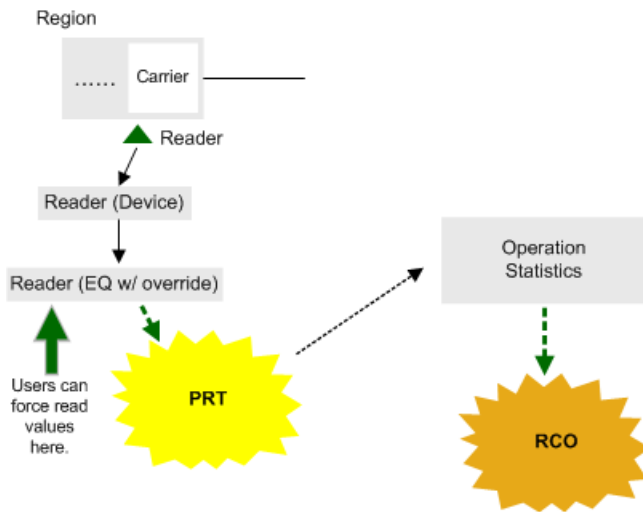 Region
......
Carrier
Reader
Reader (Device)
Reader (EQ w/ override)
Users can
force read
values
here.
PRT
Operation
Statistics
RCO